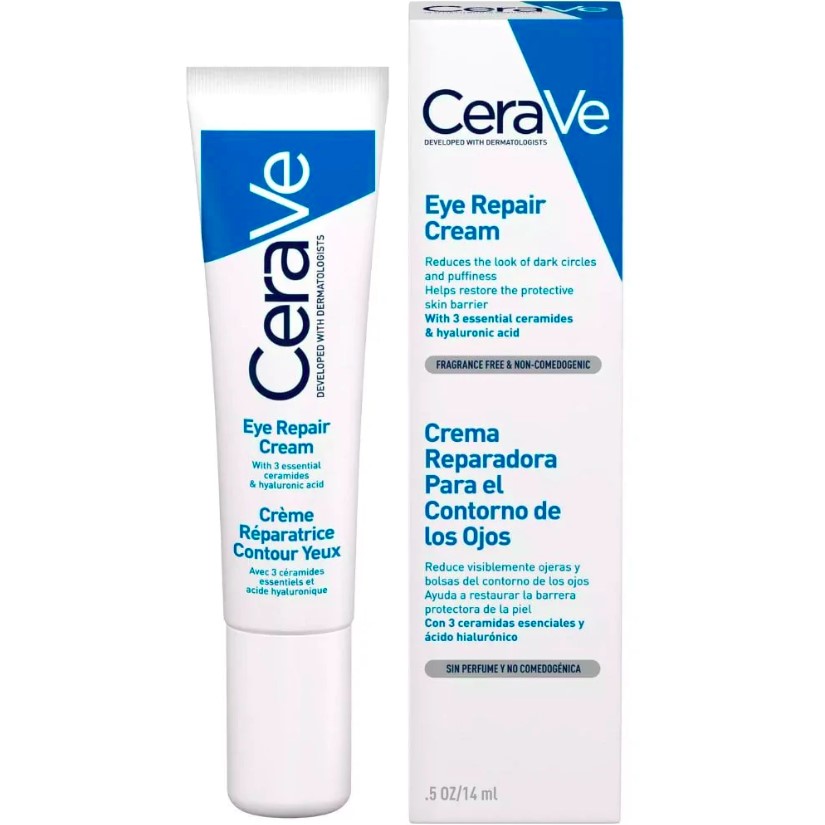 CeraVe
DEVELOPED WITH DERMATOLOGISTS
Eye Repair
Cream
With 3 essential
ceramides
& hyaluronic acid
Crème
Réparatrice
Contour Yeux
Avec 3 céramides
essentiels et
acide hyaluronique
CeraVe
DEVELOPED WITH DERMATOLOGISTS
Eye Repair
Cream
Reduces the look of dark circles
and puffiness
Helps restore the protective
skin barrier
With 3 essential ceramides
& hyaluronic acid
FRAGRANCE FREE & NON-COMEDOGENIC
Crema
Reparadora
Para el
Contorno de
los Ojos
Reduce visiblemente ojeras y
bolsas del contorno de los ojos
Ayuda a restaurar la barrera
protectora de la piel
Con 3 ceramidas esenciales y
ácido hialurónico
SIN PERFUME Y NO COMEDOGÉNICA
.5 OZ/14 ml